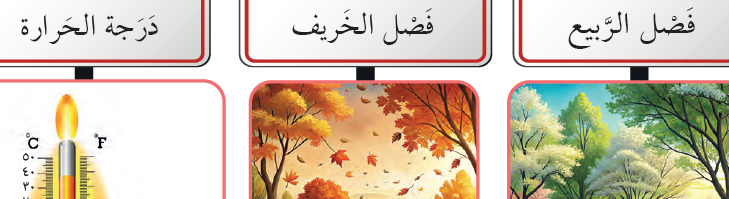 فَصْل الرَّبيع
فَصْل الخَريف
دَرَجة الحَرارة
°C °F
٥٠
٤٠
٣٠